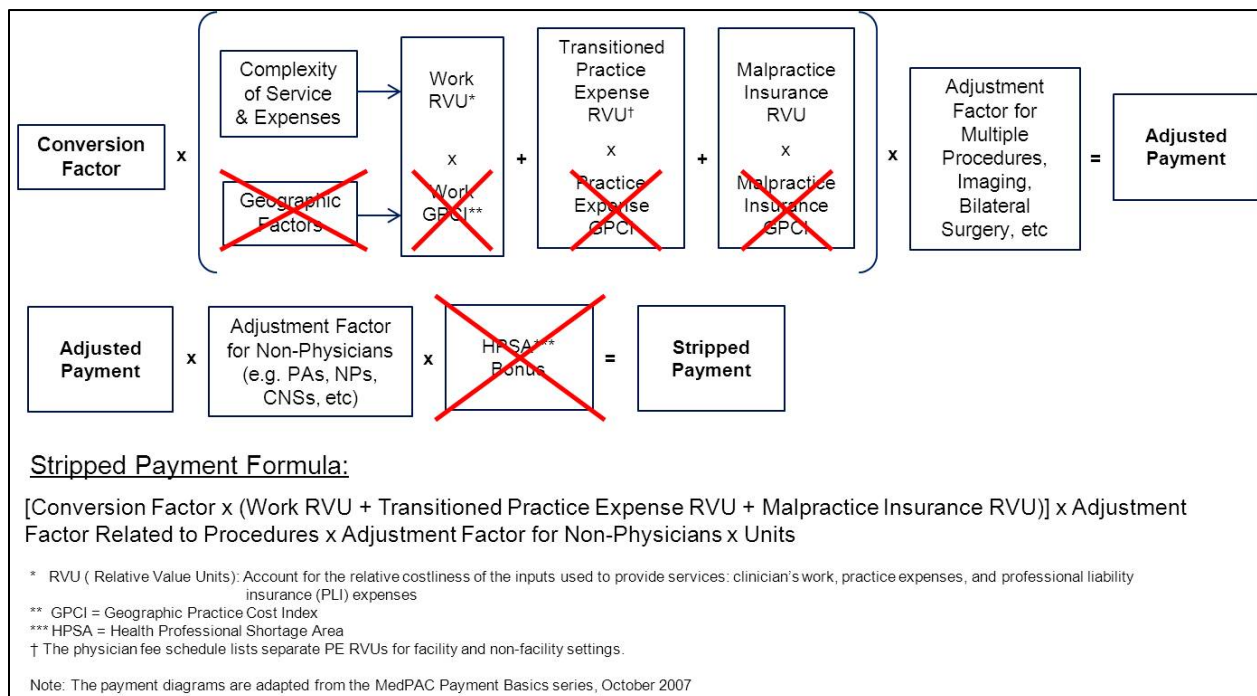 Conversion
Factor
x
Complexity
of Service
& Expenses
Geographic
Factors
Work
RVU*
x
Work
GPCI**
+
Transitioned
Practice
Expense
RVU†
x
Practice
Expense
GPCI
+
Malpractice
Insurance
RVU
x
Malpractice
Insurance
GPCI
x
Adjustment
Factor for
Multiple
Procedures,
Imaging,
Bilateral
Surgery, etc
=
Adjusted
Payment
Adjusted
Payment
x
Adjustment Factor
for Non-Physicians
(e.g. PAs, NPs,
CNSs, etc)
x
HPSA***
Bonus
=
Stripped
Payment
Stripped Payment Formula:
[Conversion Factor x (Work RVU + Transitioned Practice Expense RVU + Malpractice Insurance RVU)] x Adjustment
Factor Related to Procedures x Adjustment Factor for Non-Physicians x Units
* RVU ( Relative Value Units): Account for the relative costliness of the inputs used to provide services: clinician's work, practice expenses, and professional liability
insurance (PLI) expenses
** GPCI = Geographic Practice Cost Index
*** HPSA = Health Professional Shortage Area
† The physician fee schedule lists separate PE RVUs for facility and non-facility settings.
Note: The payment diagrams are adapted from the MedPAC Payment Basics series, October 2007